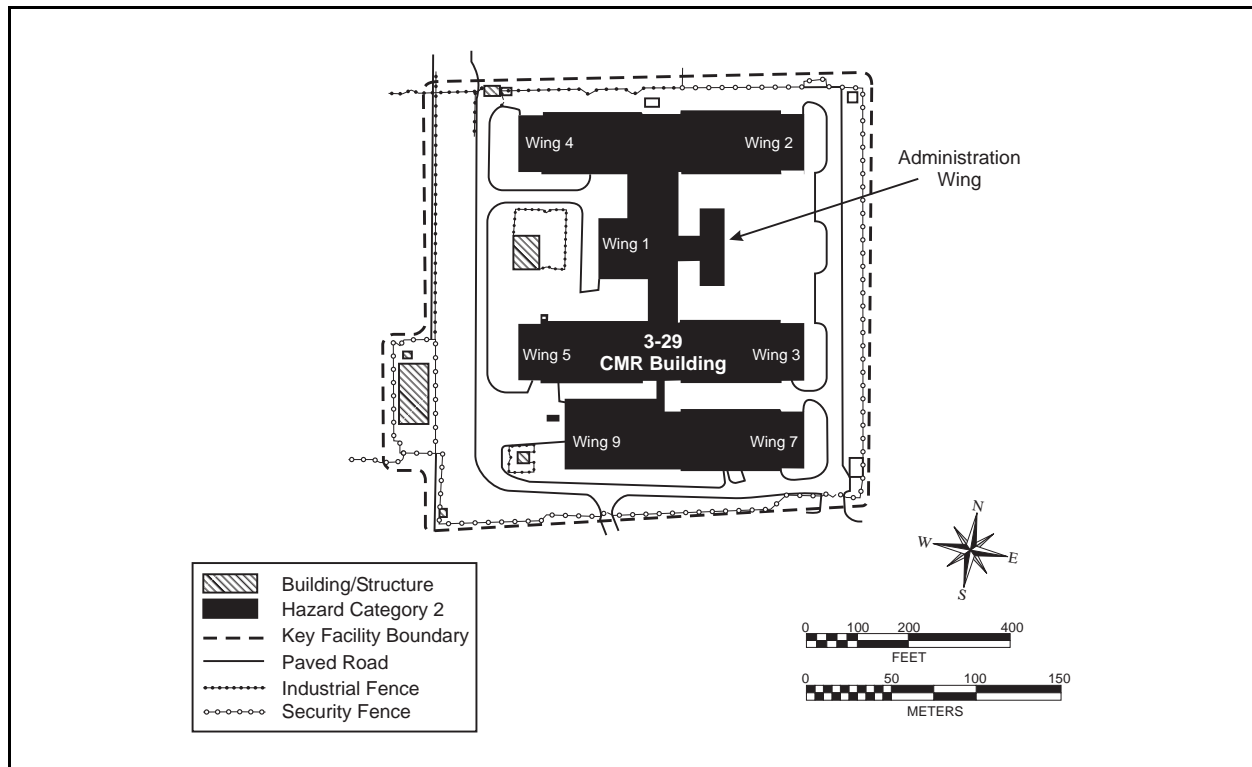 Wing 4
Wing 2
Administration
Wing
Wing 1
3-29
CMR Building
Wing 5
Wing 3
Wing 9
Wing 7
N
W
E
S
Building/Structure
Hazard Category 2
Key Facility Boundary
Paved Road
Industrial Fence
Security Fence
0 100 200 400
FEET
0 50 100 150
METERS